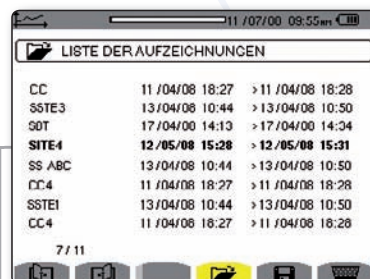 11/07/00 09:55am
LISTE DER AUFZEICHNUNGEN
CC 11/04/08 18:27 >11/04/08 18:28
SSTE3 13/04/08 10:44 >13/04/08 10:50
SOT 17/04/00 14:13 >17/04/00 14:34
SITE4 12/05/08 15:28 >12/05/08 15:31
SS ABC 13/04/08 10:44 >13/04/08 10:50
CC4 11/04/08 18:27 >11/04/08 18:28
SSTE1 13/04/08 10:44 >13/04/08 10:50
CC4 11/04/08 18:27 >11/04/08 18:28
7/11